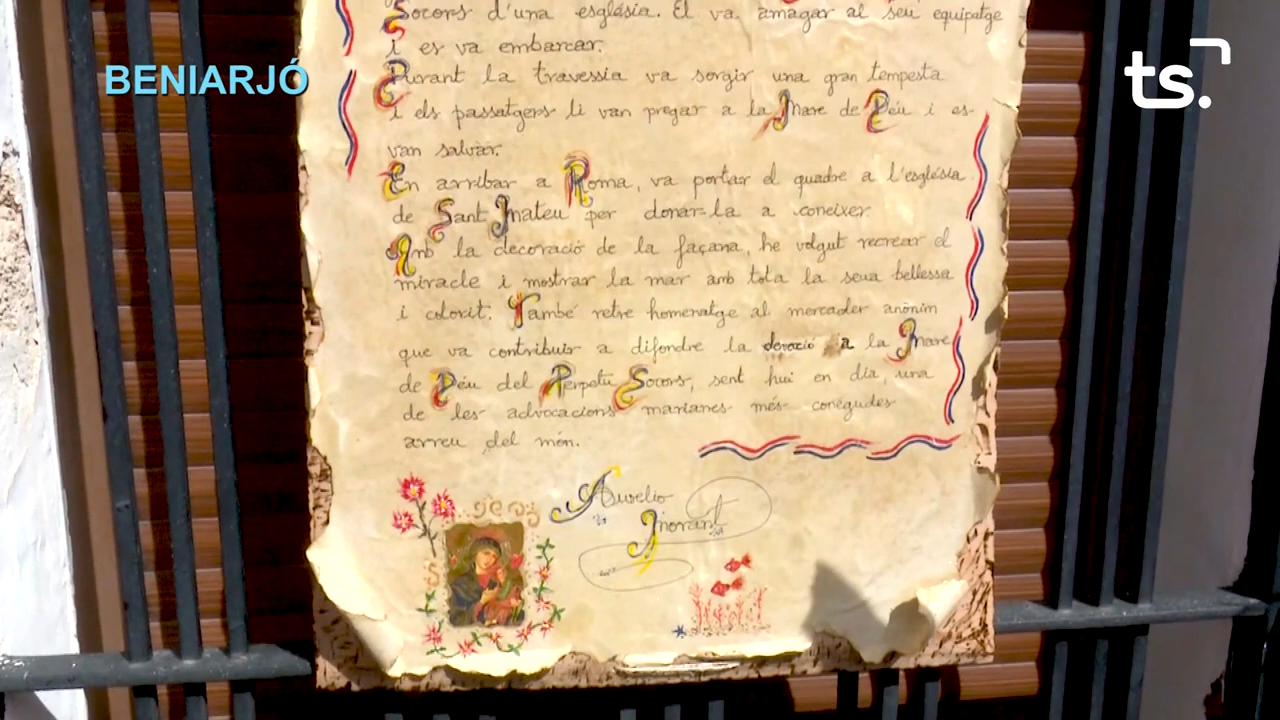 BENIARJÓ
ts.
Socors d'una església. El va amagar al seu equipatge
i es va embarcar.
Durant la travessia va sorgir una gran tempesta
i els passatgers li van pregar a la Mare de Déu i es
van salvar.
En arribar a Roma, va portar el quadre a l'església
de Sant Mateu per donar-la a coneixer.
Amb la decoració de la façana, he volgut recrear el
miracle i mostrar la mar amb tota la seua bellessa
i colorit. També retre homenatge al mercader anònim
que va contribuir a difondre la devoció a la Mare
de Déu del Perpetu Socors, sent hui en dia, una
de les advocacions marianes més conegudes
arreu del món.
Aurelio
Morant